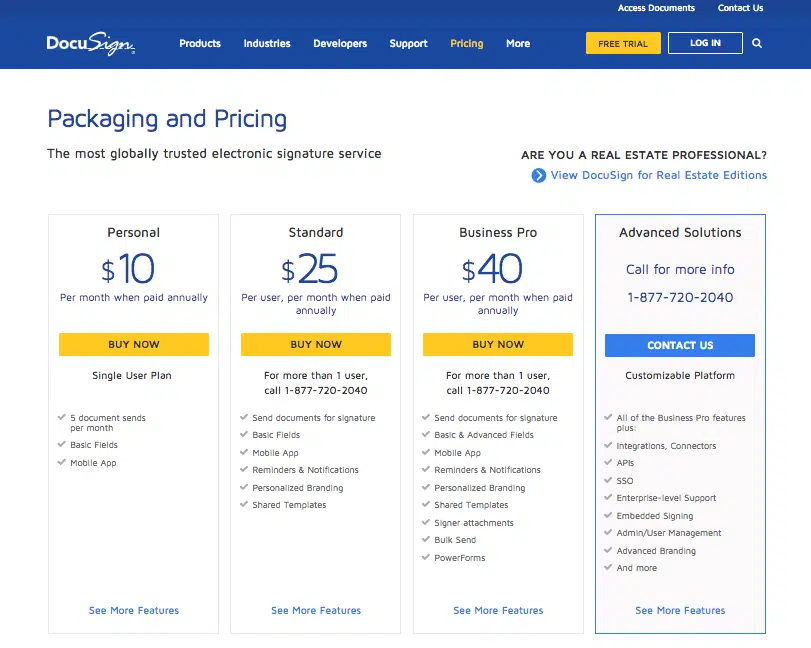 Access Documents Contact Us
DocuSign Products Industries Developers Support Pricing More FREE TRIAL LOG IN
Packaging and Pricing
The most globally trusted electronic signature service
ARE YOU A REAL ESTATE PROFESSIONAL?
View DocuSign for Real Estate Editions
Personal
$10
Per month when paid annually
BUY NOW
Single User Plan
5 document sends
per month
Basic Fields
Mobile App
See More Features
Standard
$25
Per user, per month when paid
annually
BUY NOW
For more than 1 user,
call 1-877-720-2040
Send documents for signature
Basic Fields
Mobile App
Reminders & Notifications
Personalized Branding
Shared Templates
See More Features
Business Pro
$40
Per user, per month when paid
annually
BUY NOW
For more than 1 user,
call 1-877-720-2040
Send documents for signature
Basic & Advanced Fields
Mobile App
Reminders & Notifications
Personalized Branding
Shared Templates
Signer attachments
Bulk Send
PowerForms
See More Features
Advanced Solutions
Call for more info
1-877-720-2040
CONTACT US
Customizable Platform
All of the Business Pro features
plus:
Integrations, Connectors
APIs
SSO
Enterprise-level Support
Embedded Signing
Admin/User Management
Advanced Branding
And more
See More Features